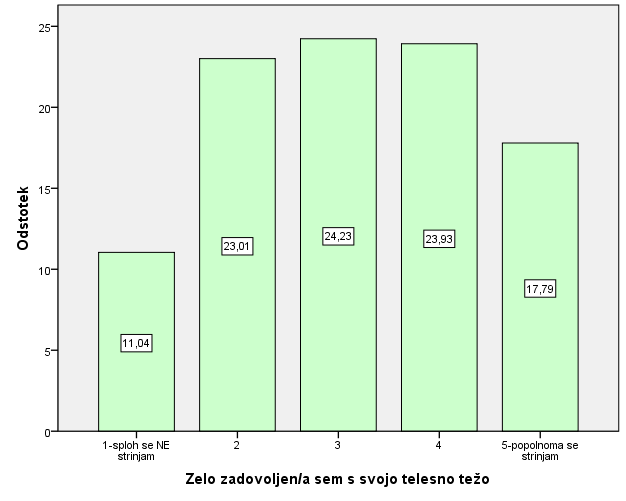 25
20
15
10
5
0
Odstotek
11,04
23,01
24,23
23,93
17,79
1-sploh se NE
strinjam
2
3
4
5-popolnoma se
strinjam
Zelo zadovoljen/a sem s svojo telesno težo